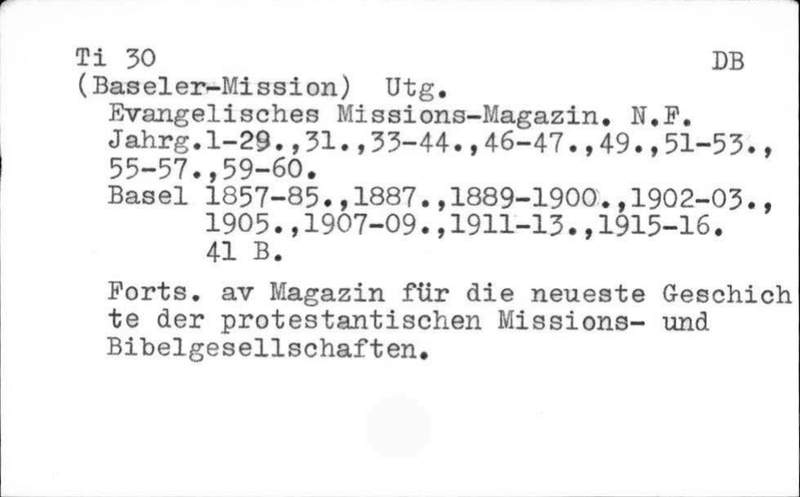 Ti 30 DB
(Baseler-Mission) Utg.
Evangelisches Missions-Magazin. N.F.
Jahrg.1-29.,31.,33-44.,46-47.,49.,51-53.,
55-57.,59-60.
Basel 1857-85.,1887.,1889-1900.,1902-03.,
1905.,1907-09.,1911-13.,1915-16.
41 B.
Forts. av Magazin für die neueste Geschich
te der protestantischen Missions- und
Bibelgesellschaften.